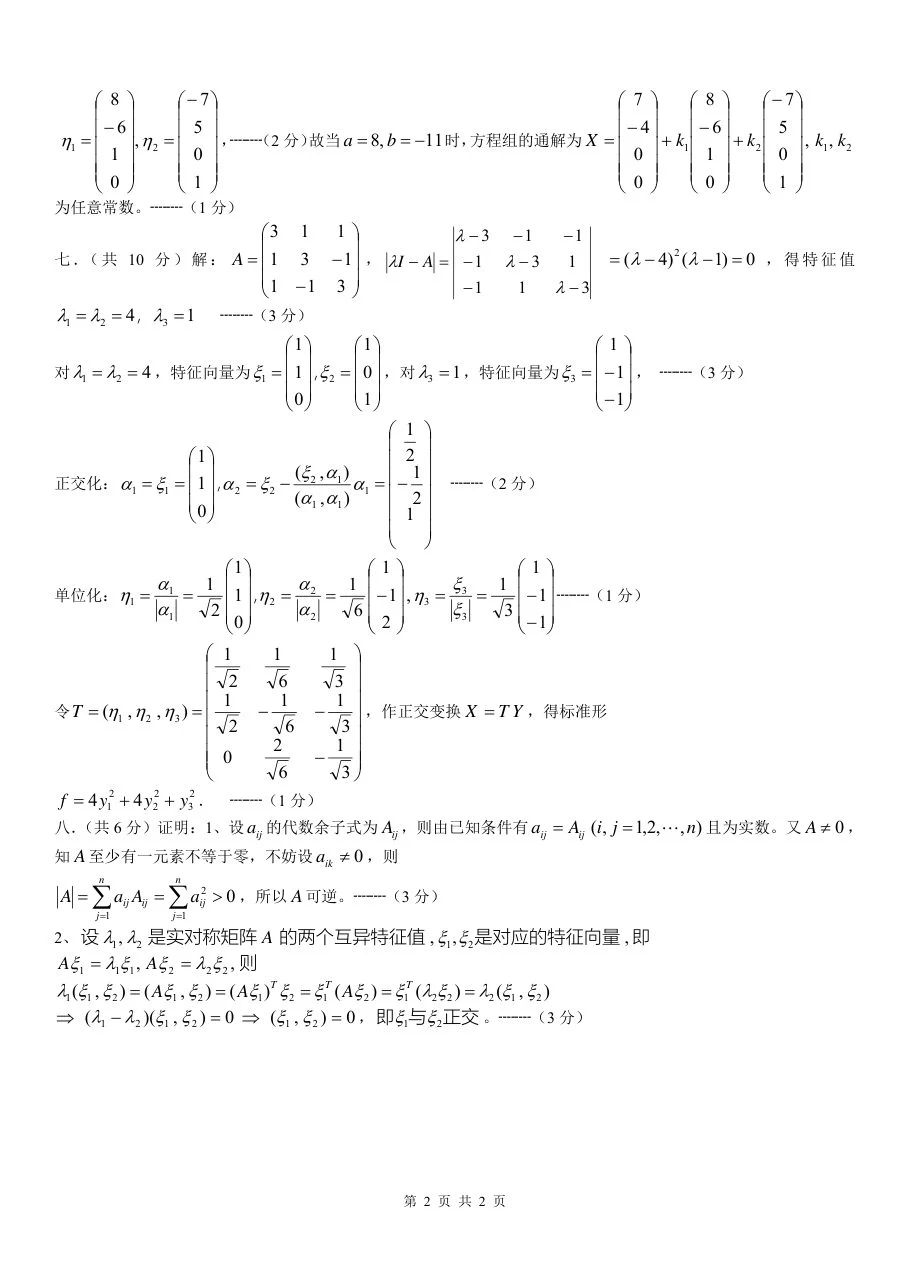 η₁ = (8, −6, 1, 0)ᵀ, η₂ = (−7, 5, 0, 1)ᵀ, --------(2 分)故当 a = 8, b = −11 时, 方程组的通解为 X = (7, −4, 0, 0)ᵀ + k₁(8, −6, 1, 0)ᵀ + k₂(−7, 5, 0, 1)ᵀ, k₁, k₂
为任意常数。--------（1 分）
七.（共 10 分）解： A = (3 1 1; 1 3 −1; 1 −1 3) ， |λI − A| = |λ−3 −1 −1; −1 λ−3 1; −1 1 λ−3| = (λ − 4)²(λ − 1) = 0 ，得特征值
λ₁ = λ₂ = 4, λ₃ = 1 --------（3 分）
对 λ₁ = λ₂ = 4 ，特征向量为 ξ₁ = (1, 1, 0)ᵀ, ξ₂ = (1, 0, 1)ᵀ ，对 λ₃ = 1 ，特征向量为 ξ₃ = (1, −1, −1)ᵀ ， --------（3 分）
正交化： α₁ = ξ₁ = (1, 1, 0)ᵀ, α₂ = ξ₂ − (ξ₂, α₁)/(α₁, α₁) α₁ = (1/2, −1/2, 1)ᵀ --------（2 分）
单位化： η₁ = α₁/|α₁| = 1/√2 (1, 1, 0)ᵀ, η₂ = α₂/|α₂| = 1/√6 (1, −1, 2)ᵀ, η₃ = ξ₃/|ξ₃| = 1/√3 (1, −1, −1)ᵀ --------（1 分）
令 T = (η₁, η₂, η₃) = (1/√2 1/√6 1/√3; 1/√2 −1/√6 −1/√3; 0 2/√6 −1/√3) ，作正交变换 X = TY ，得标准形
f = 4y₁² + 4y₂² + y₃² . --------（1 分）
八.（共 6 分）证明：1、设 aᵢⱼ 的代数余子式为 Aᵢⱼ ，则由已知条件有 aᵢⱼ = Aᵢⱼ (i, j = 1,2,⋯,n) 且为实数。又 A ≠ 0 ，
知 A 至少有一元素不等于零，不妨设 aᵢₖ ≠ 0 ，则
|A| = ∑ⱼ₌₁ⁿ aᵢⱼAᵢⱼ = ∑ⱼ₌₁ⁿ aᵢⱼ² > 0 ，所以 A 可逆。--------（3 分）
2、设 λ₁, λ₂ 是实对称矩阵 A 的两个互异特征值 , ξ₁, ξ₂ 是对应的特征向量 , 即
Aξ₁ = λ₁ξ₁, Aξ₂ = λ₂ξ₂, 则
λ₁(ξ₁, ξ₂) = (Aξ₁, ξ₂) = (Aξ₁)ᵀξ₂ = ξ₁ᵀ(Aξ₂) = ξ₁ᵀ(λ₂ξ₂) = λ₂(ξ₁, ξ₂)
⇒ (λ₁ − λ₂)(ξ₁, ξ₂) = 0 ⇒ (ξ₁, ξ₂) = 0 ，即 ξ₁ 与 ξ₂ 正交 。--------（3 分）
第 2 页 共 2 页